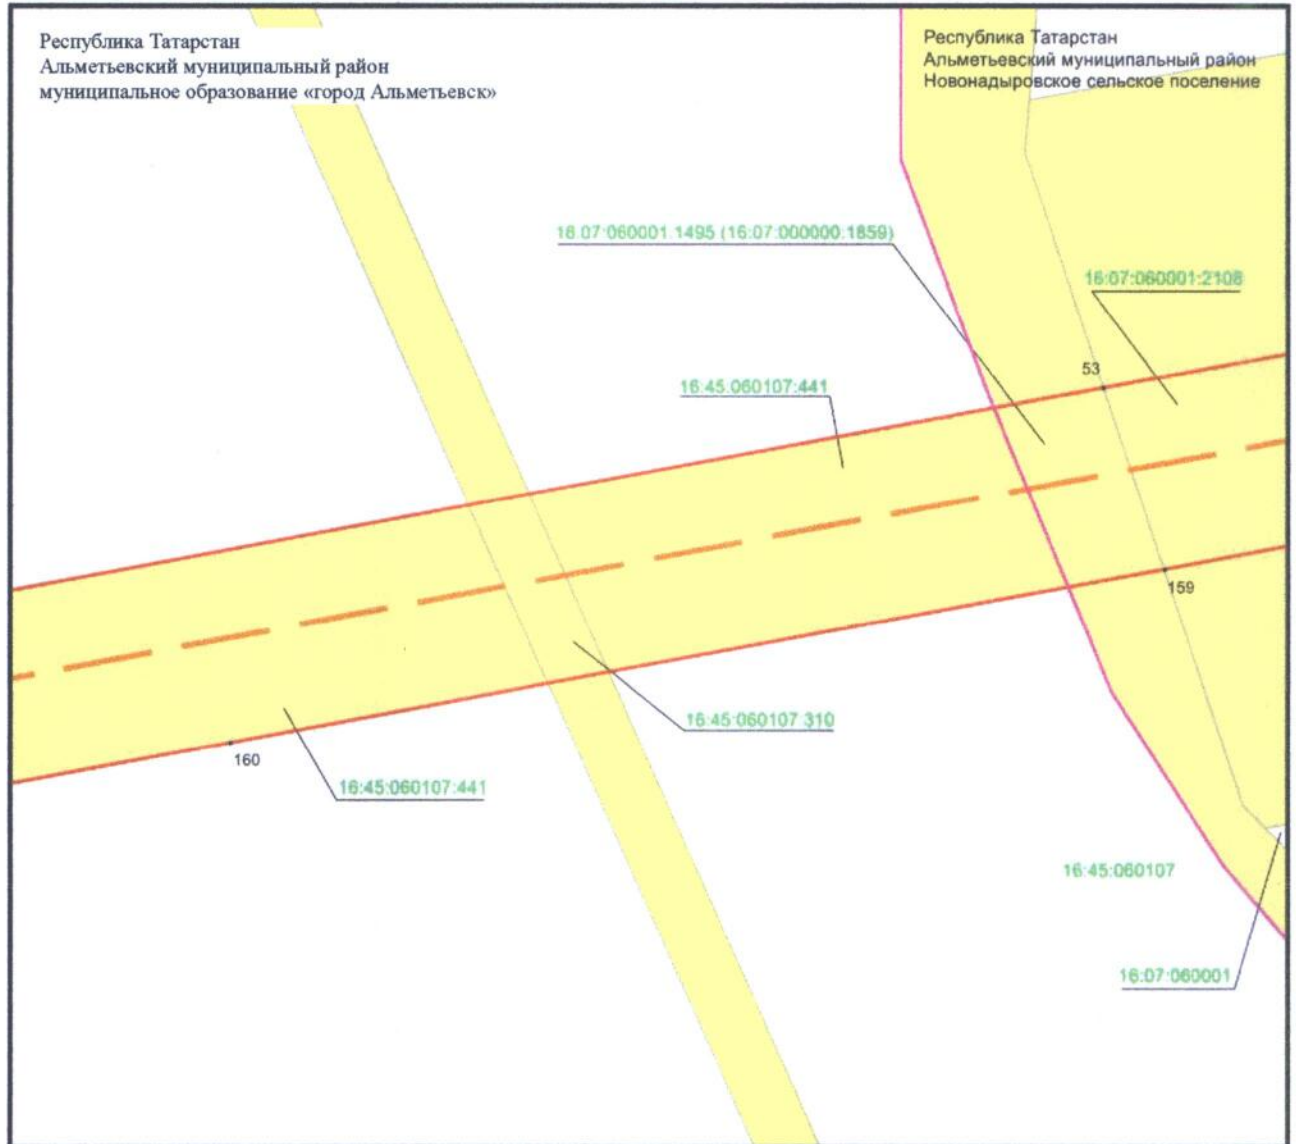 Республика Татарстан
Альметьевский муниципальный район
муниципальное образование «город Альметьевск»
Республика Татарстан
Альметьевский муниципальный район
Новонадыровское сельское поселение
16:07:060001:1495 (16:07:000000:1659)
16:07:060001:2108
53
16:45:060107:441
159
16:45:060107:310
160
16:45:060107:441
16:45:060107
16:07:060001